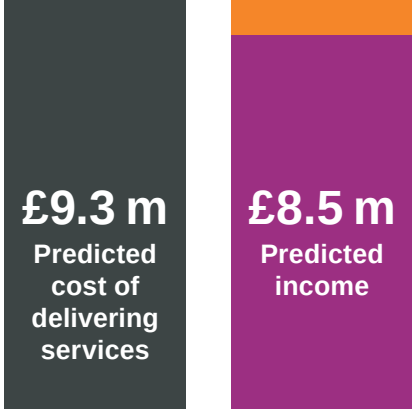 £9.3 m
Predicted
cost of
delivering
services
£8.5 m
Predicted
income